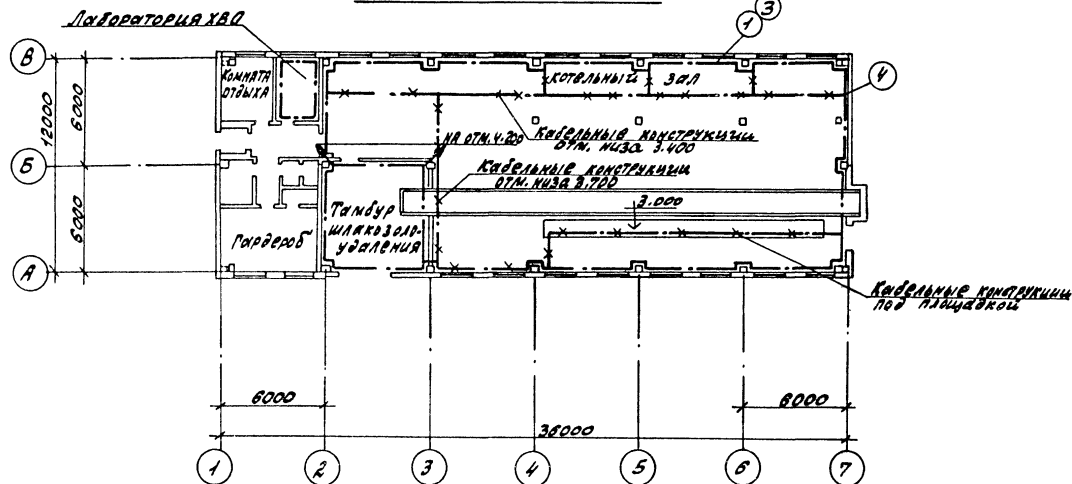 Лаборатория ХВО
1
3
В
Комната
отдыха
котельный зал
4
12000
6000
6000
на отм. 4.200
Кабельные конструкции
отм. низа 3.400
Б
Кабельные конструкции
отм. низа 3.700
3.000
Тамбур
шлакозоло-
удаления
Гардероб
А
Кабельные конструкции
под площадкой
6000
6000
36000
1
2
3
4
5
6
7